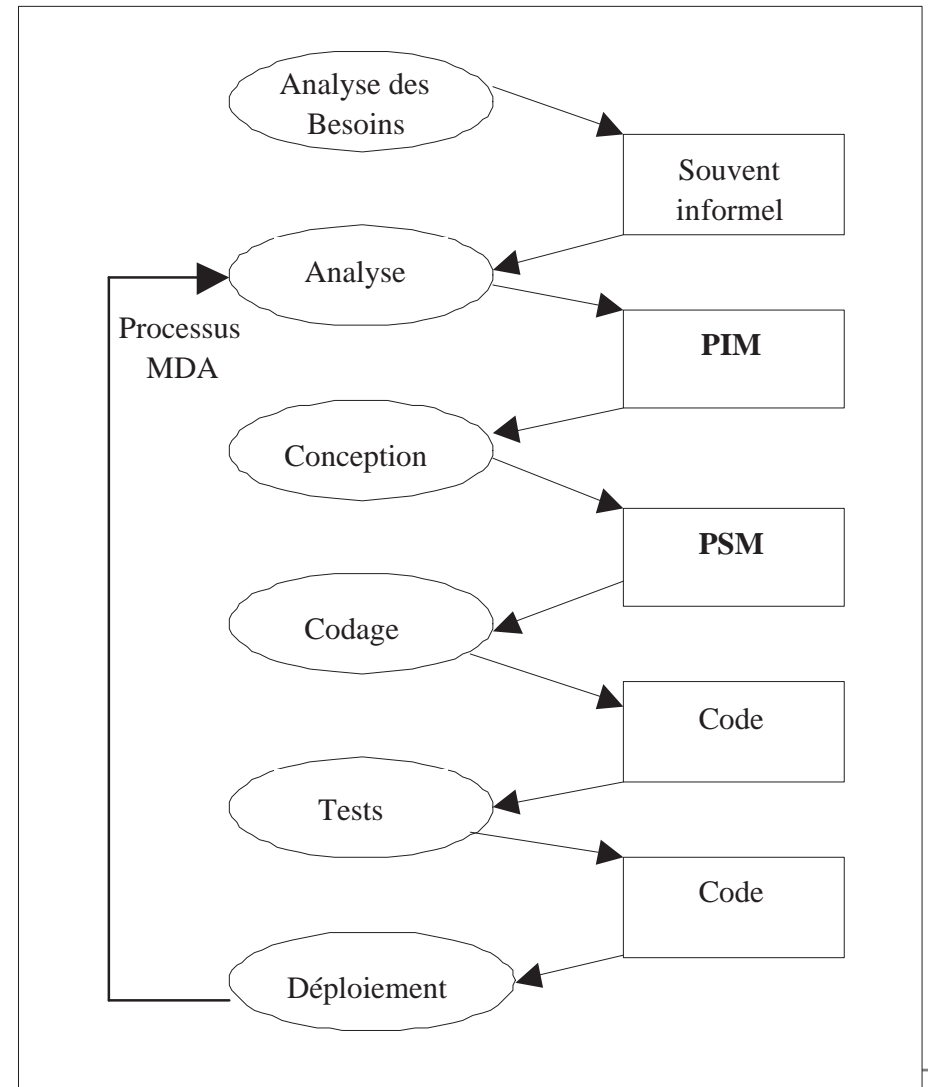 Analyse des
Besoins
Souvent
informel
Analyse
Processus
MDA
PIM
Conception
PSM
Codage
Code
Tests
Code
Déploiement